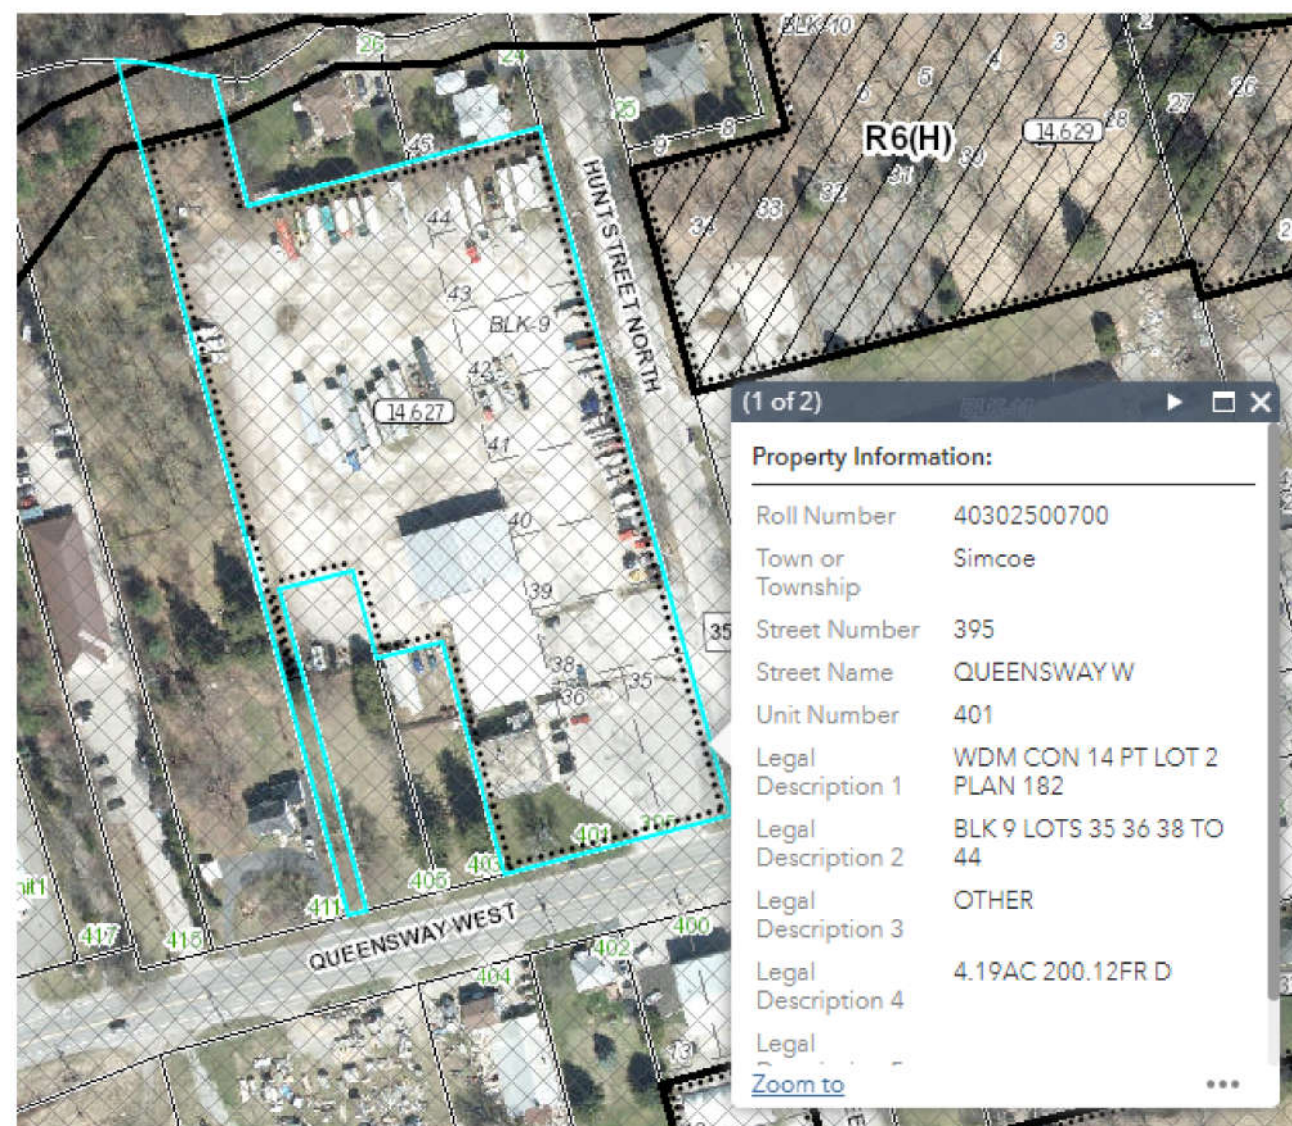 BLK-10
2
26
3
24
4
5
26
6
27
25
28
14.629
R6(H)
8
9
45
30
31
32
33
34
44
2
HUNT STREET NORTH
43
BLK-9
42
14.627
(1 of 2)
41
Property Information:
40
Roll Number 40302500700
Town or Township Simcoe
39
Street Number 395
35
38
35
Street Name QUEENSWAY W
36
Unit Number 401
Legal Description 1 WDM CON 14 PT LOT 2 PLAN 182
395
401
Legal Description 2 BLK 9 LOTS 35 36 38 TO 44
403
405
411
Legal Description 3 OTHER
QUEENSWAY WEST
400
417
415
402
404
Legal Description 4 4.19AC 200.12FR D
Legal
13
Zoom to